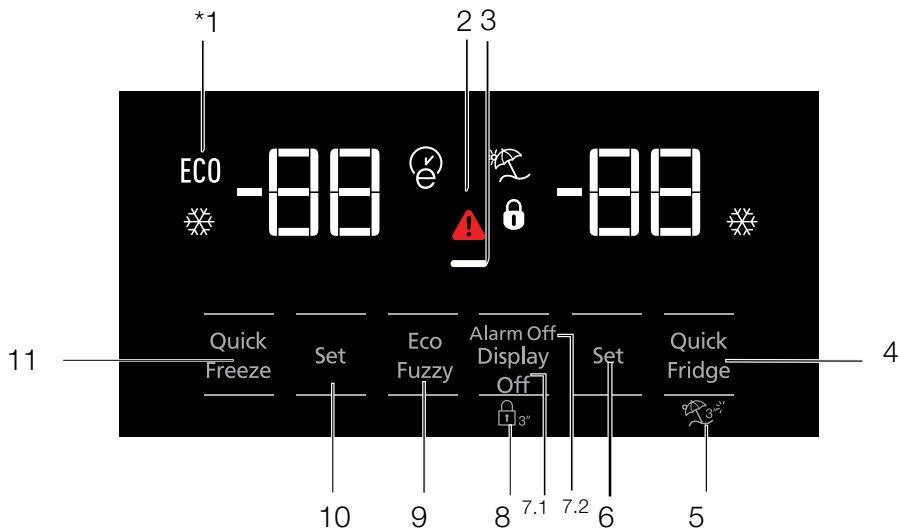 *1
2
3
ECO
-88
e
-88
11
Quick
Freeze
Set
Eco
Fuzzy
Alarm Off
Display
Off
Set
Quick
Fridge
4
3"
3"
10
9
8
7.1
7.2
6
5